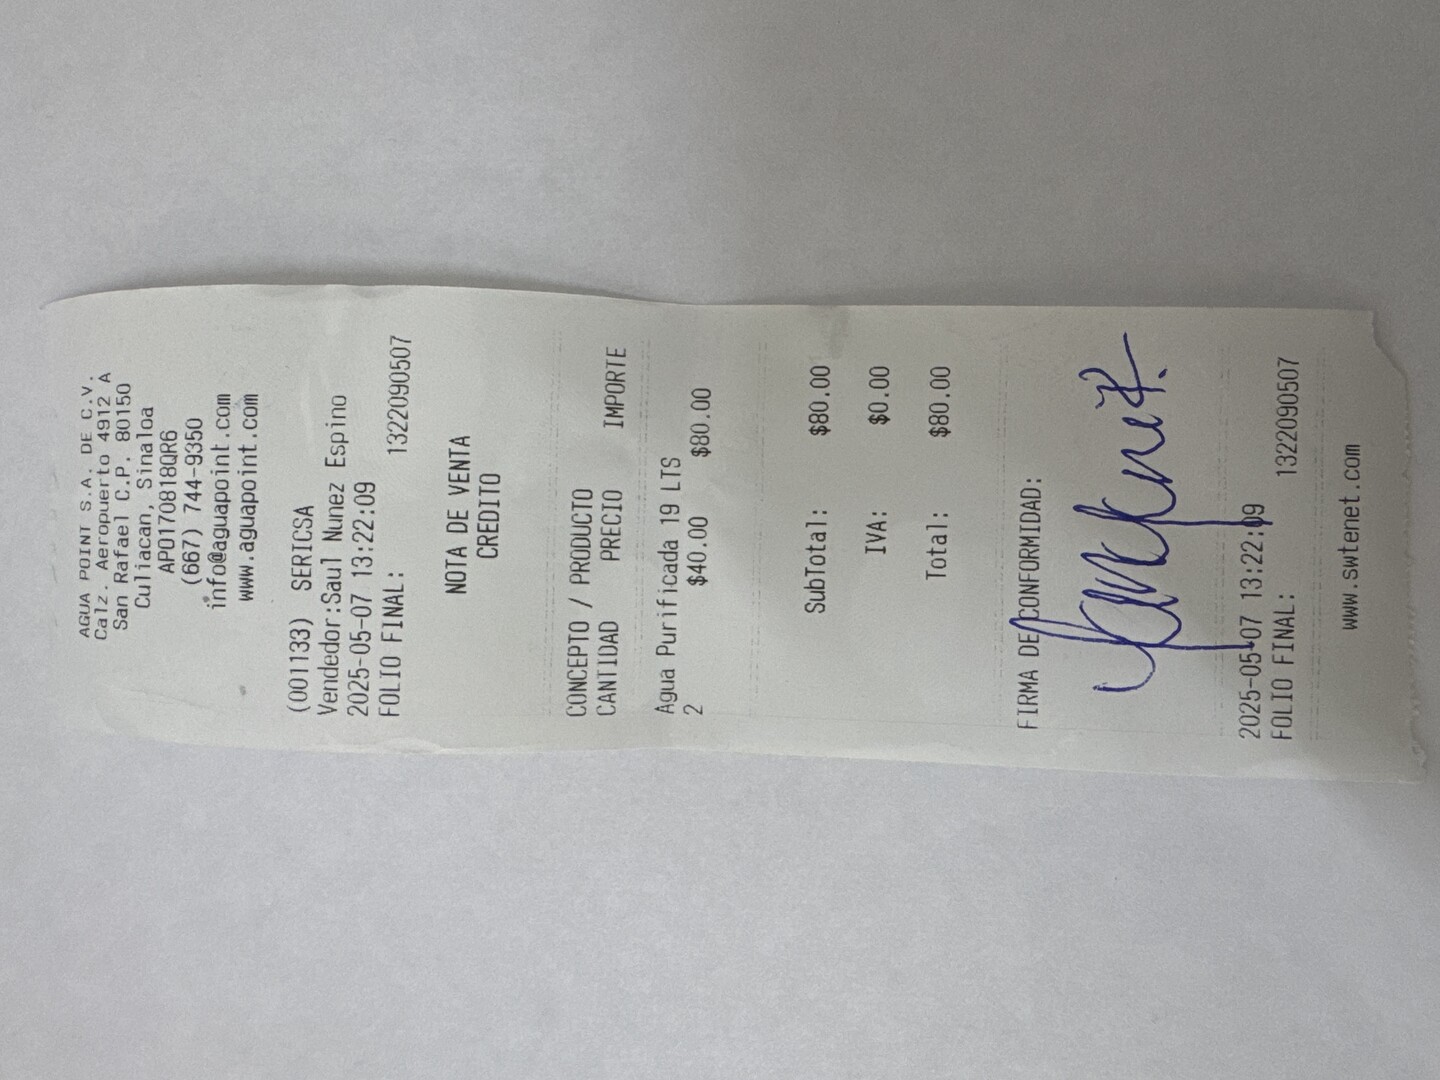 AGUA POINT S.A. DE C.V.
Calz. Aeropuerto 4912 A
San Rafael C.P. 80150
Culiacan, Sinaloa
APO170818QR6
(667) 744-9350
info@aguapoint.com
www.aguapoint.com
(001133) SERICSA
Vendedor:Saul Nunez Espino
2025-05-07 13:22:09
FOLIO FINAL: 1322090507
NOTA DE VENTA
CREDITO
CONCEPTO / PRODUCTO
CANTIDAD PRECIO IMPORTE
Agua Purificada 19 LTS
2 $40.00 $80.00
SubTotal: $80.00
IVA: $0.00
Total: $80.00
FIRMA DE CONFORMIDAD:
2025-05-07 13:22:09
FOLIO FINAL: 1322090507
www.swtenet.com